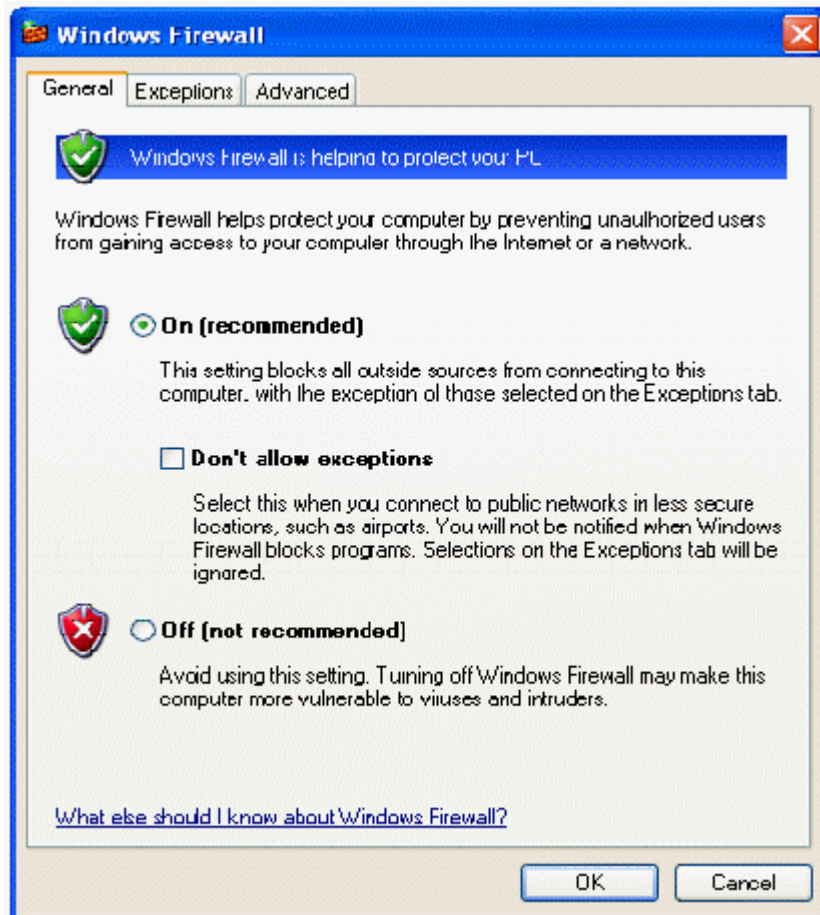 Windows Firewall
General Exceptions Advanced
Windows Firewall is helping to protect your PC
Windows Firewall helps protect your computer by preventing unauthorized users
from gaining access to your computer through the Internet or a network.
On (recommended)
This setting blocks all outside sources from connecting to this
computer, with the exception of those selected on the Exceptions tab.
Don't allow exceptions
Select this when you connect to public networks in less secure
locations, such as airports. You will not be notified when Windows
Firewall blocks programs. Selections on the Exceptions tab will be
ignored.
Off (not recommended)
Avoid using this setting. Turning off Windows Firewall may make this
computer more vulnerable to viruses and intruders.
What else should I know about Windows Firewall?
OK Cancel